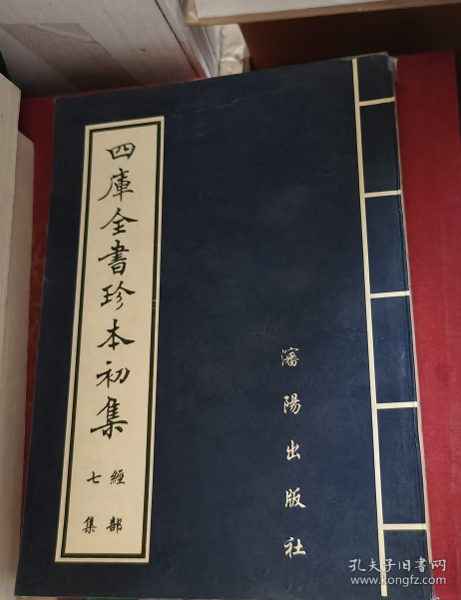 四庫全書珍本初集
經部
七集
瀋陽出版社
孔夫子旧书网
www.kongfz.com